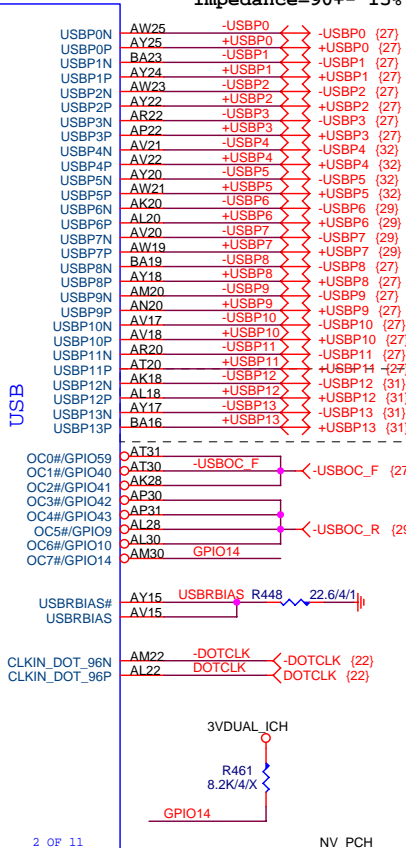 Impedance=90+- 15%
USBP0N AW25 -USBP0 -USBP0 {27}
USBP0P AY25 +USBP0 +USBP0 {27}
USBP1N BA23 -USBP1 -USBP1 {27}
USBP1P AY24 +USBP1 +USBP1 {27}
USBP2N AW23 -USBP2 -USBP2 {27}
USBP2P AY22 +USBP2 +USBP2 {27}
USBP3N AR22 -USBP3 -USBP3 {27}
USBP3P AP22 +USBP3 +USBP3 {27}
USBP4N AV21 -USBP4 -USBP4 {32}
USBP4P AV22 +USBP4 +USBP4 {32}
USBP5N AY20 -USBP5 -USBP5 {32}
USBP5P AW21 +USBP5 +USBP5 {32}
USBP6N AK20 -USBP6 -USBP6 {29}
USBP6P AL20 +USBP6 +USBP6 {29}
USBP7N AV20 -USBP7 -USBP7 {29}
USBP7P AW19 +USBP7 +USBP7 {29}
USBP8N BA19 -USBP8 -USBP8 {27}
USBP8P AY18 +USBP8 +USBP8 {27}
USBP9N AM20 -USBP9 -USBP9 {27}
USBP9P AN20 +USBP9 +USBP9 {27}
USBP10N AV17 -USBP10 -USBP10 {27}
USBP10P AV18 +USBP10 +USBP10 {27
USBP11N AR20 -USBP11 -USBP11 {27}
USBP11P AT20 +USBP11 +USBP11 {27
USBP12N AK18 -USBP12 -USBP12 {31}
USBP12P AL18 +USBP12 +USBP12 {31
USBP13N AY17 -USBP13 -USBP13 {31}
USBP13P BA16 +USBP13 +USBP13 {31
USB
OC0#/GPIO59 AT31
OC1#/GPIO40 AT30 -USBOC_F -USBOC_F {27
OC2#/GPIO41 AK28
OC3#/GPIO42 AP30
OC4#/GPIO43 AP31
OC5#/GPIO9 AL28 -USBOC_R {29
OC6#/GPIO10 AL30
OC7#/GPIO14 AM30 GPIO14
USBRBIAS# AY15 USBRBIAS R448 22.6/4/1
USBRBIAS AV15
CLKIN_DOT_96N AM22 -DOTCLK -DOTCLK {22}
CLKIN_DOT_96P AL22 DOTCLK DOTCLK {22}
3VDUAL_ICH
R461
8.2K/4/X
GPIO14
2 OF 11 NV_PCH